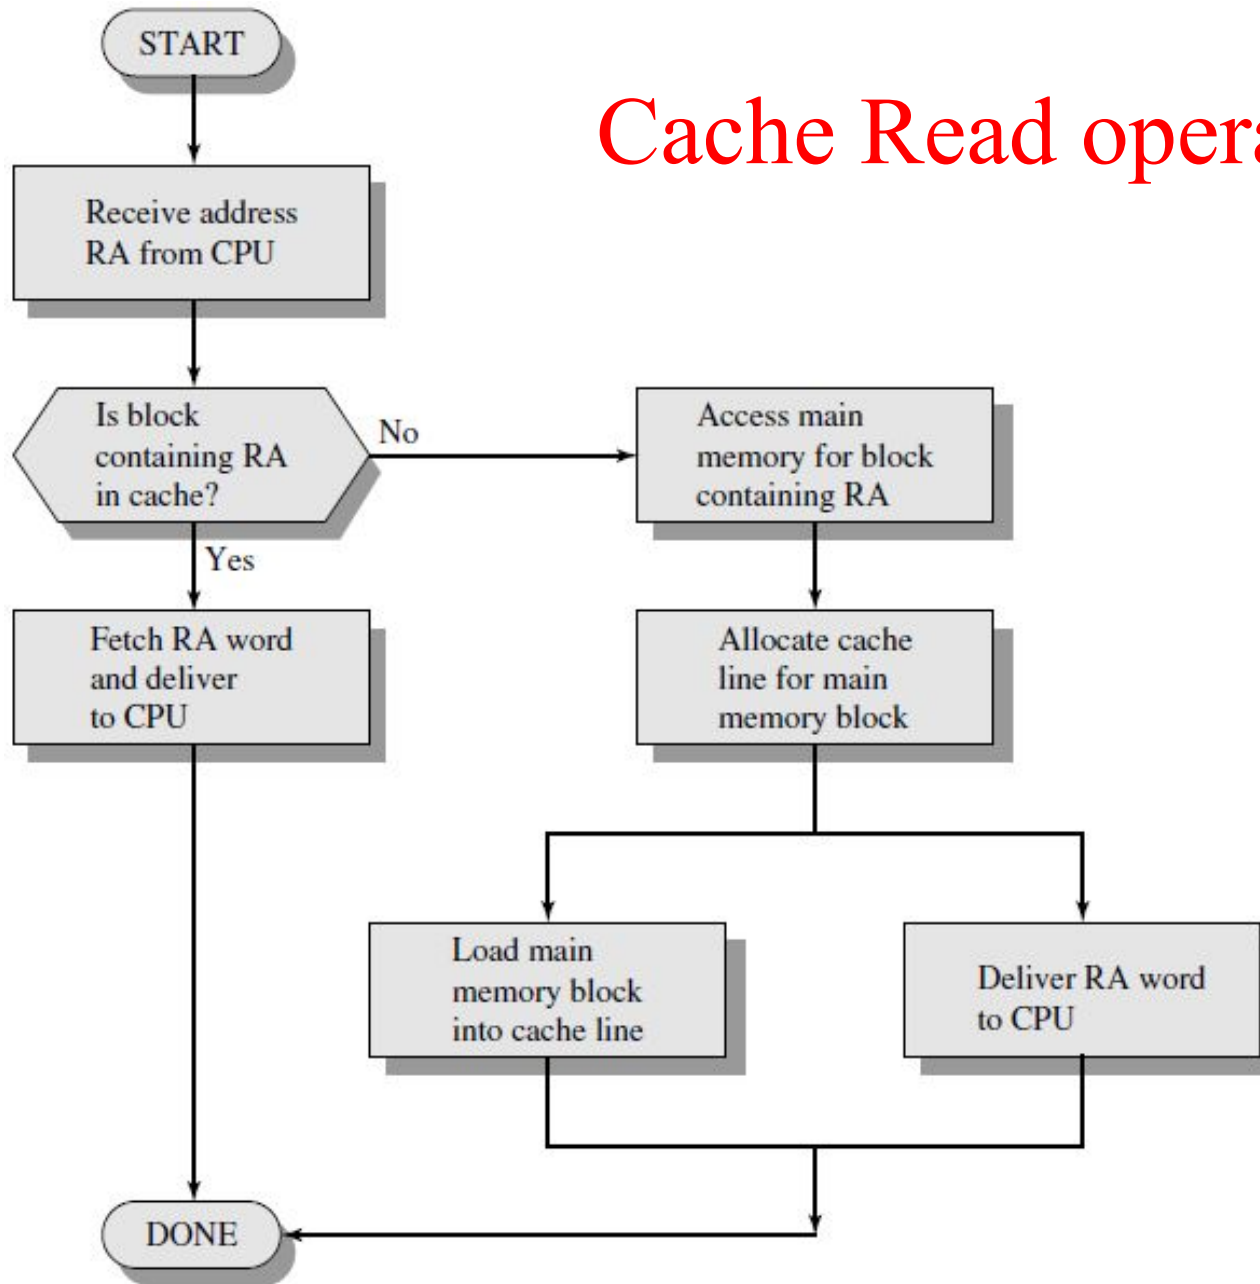 START
Cache Read opera
Receive address
RA from CPU
Is block
containing RA
in cache?
No
Access main
memory for block
containing RA
Yes
Fetch RA word
and deliver
to CPU
Allocate cache
line for main
memory block
Load main
memory block
into cache line
Deliver RA word
to CPU
DONE